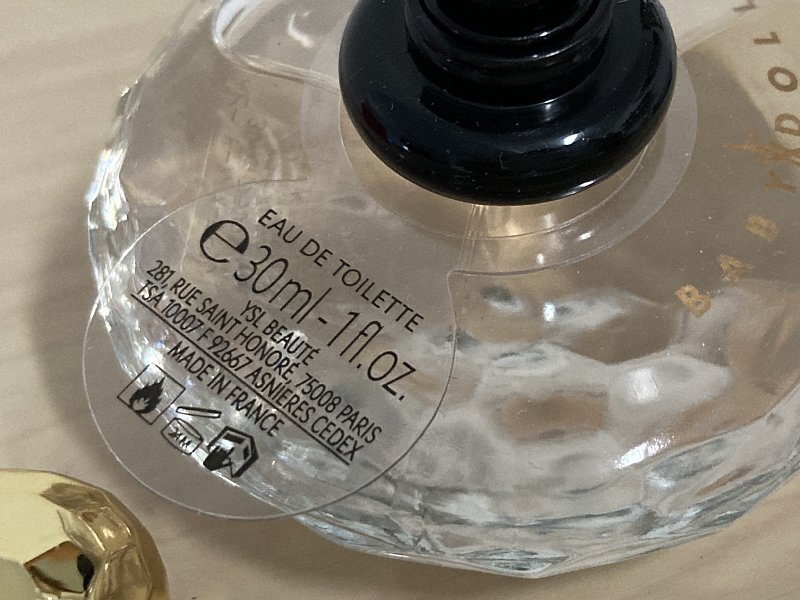 EAU DE TOILETTE
e 30ml - 1fl.oz.
YSL BEAUTÉ
281, RUE SAINT HONORÉ, 75008 PARIS
TSA 10007 F 92667 ASNIÈRES CEDEX
MADE IN FRANCE
BABY DOLL